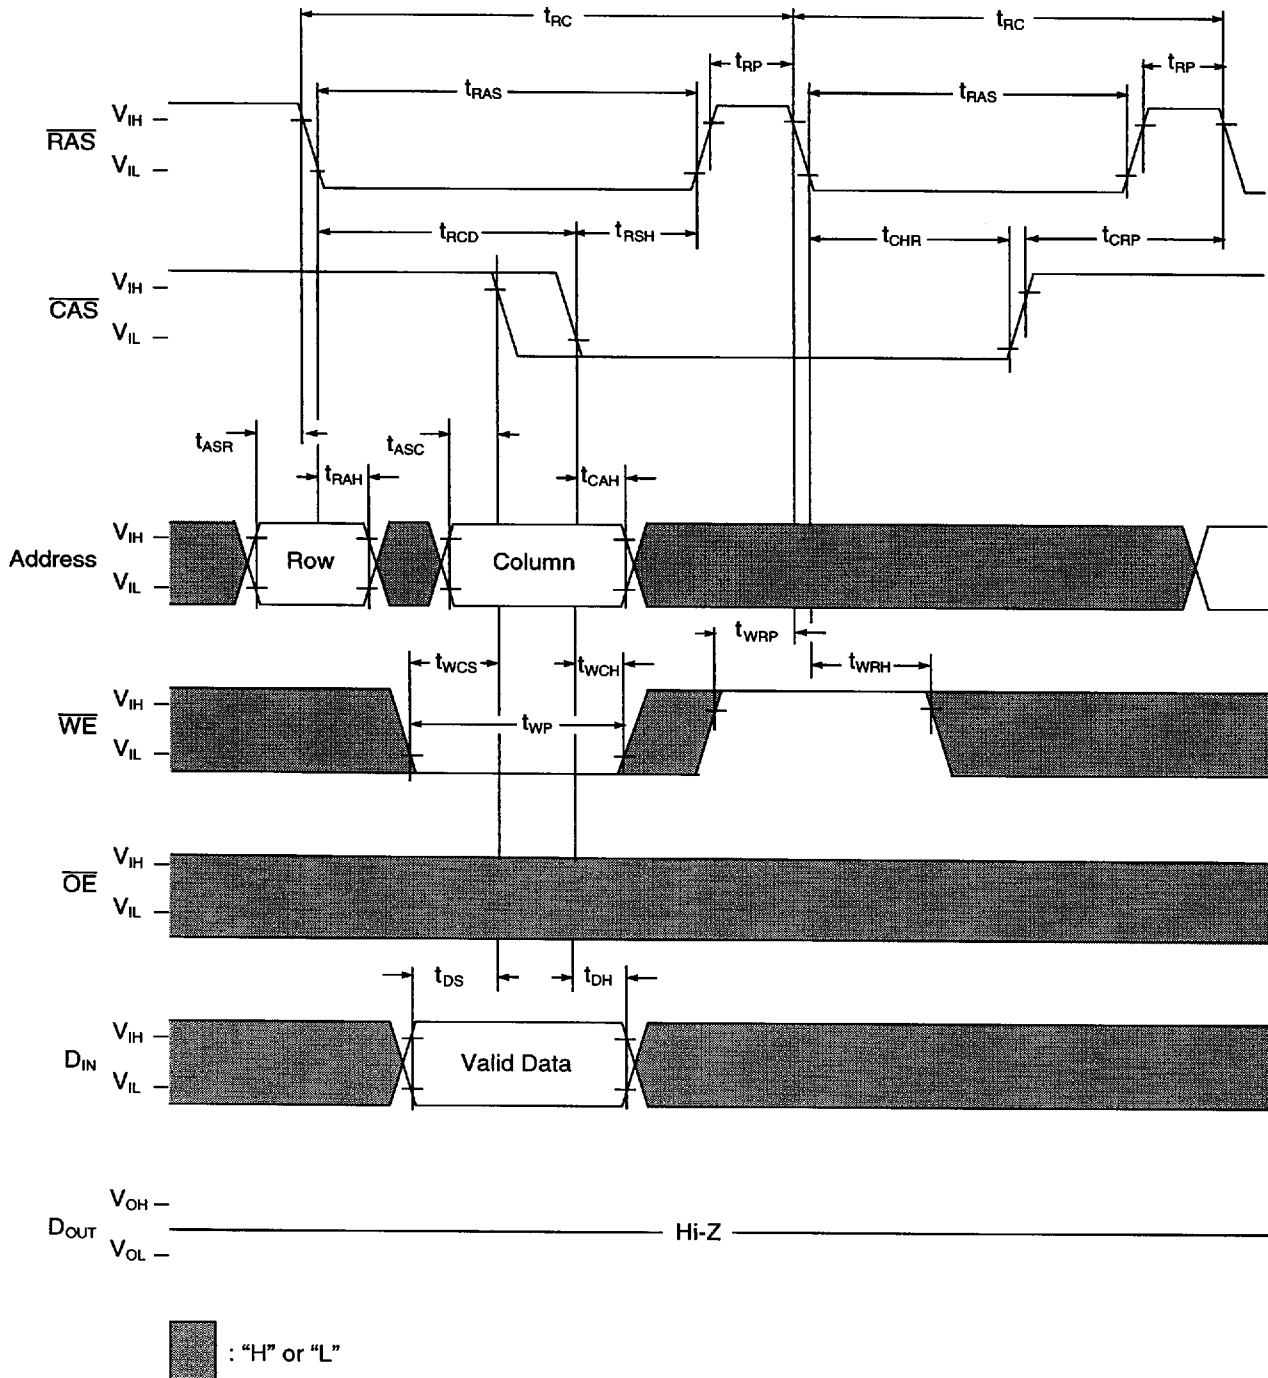 tRC tRC
tRP tRP
tRAS tRAS
RAS VIH
VIL
tRCD tRSH tCHR tCRP
CAS VIH
VIL
tASR tASC
tRAH tCAH
Address VIH
VIL
Row Column
tWRP
tWCS tWCH tWRH
WE VIH
VIL
tWP
OE VIH
VIL
tDS tDH
DIN VIH
VIL
Valid Data
DOUT VOH
VOL
Hi-Z
: “H” or “L”